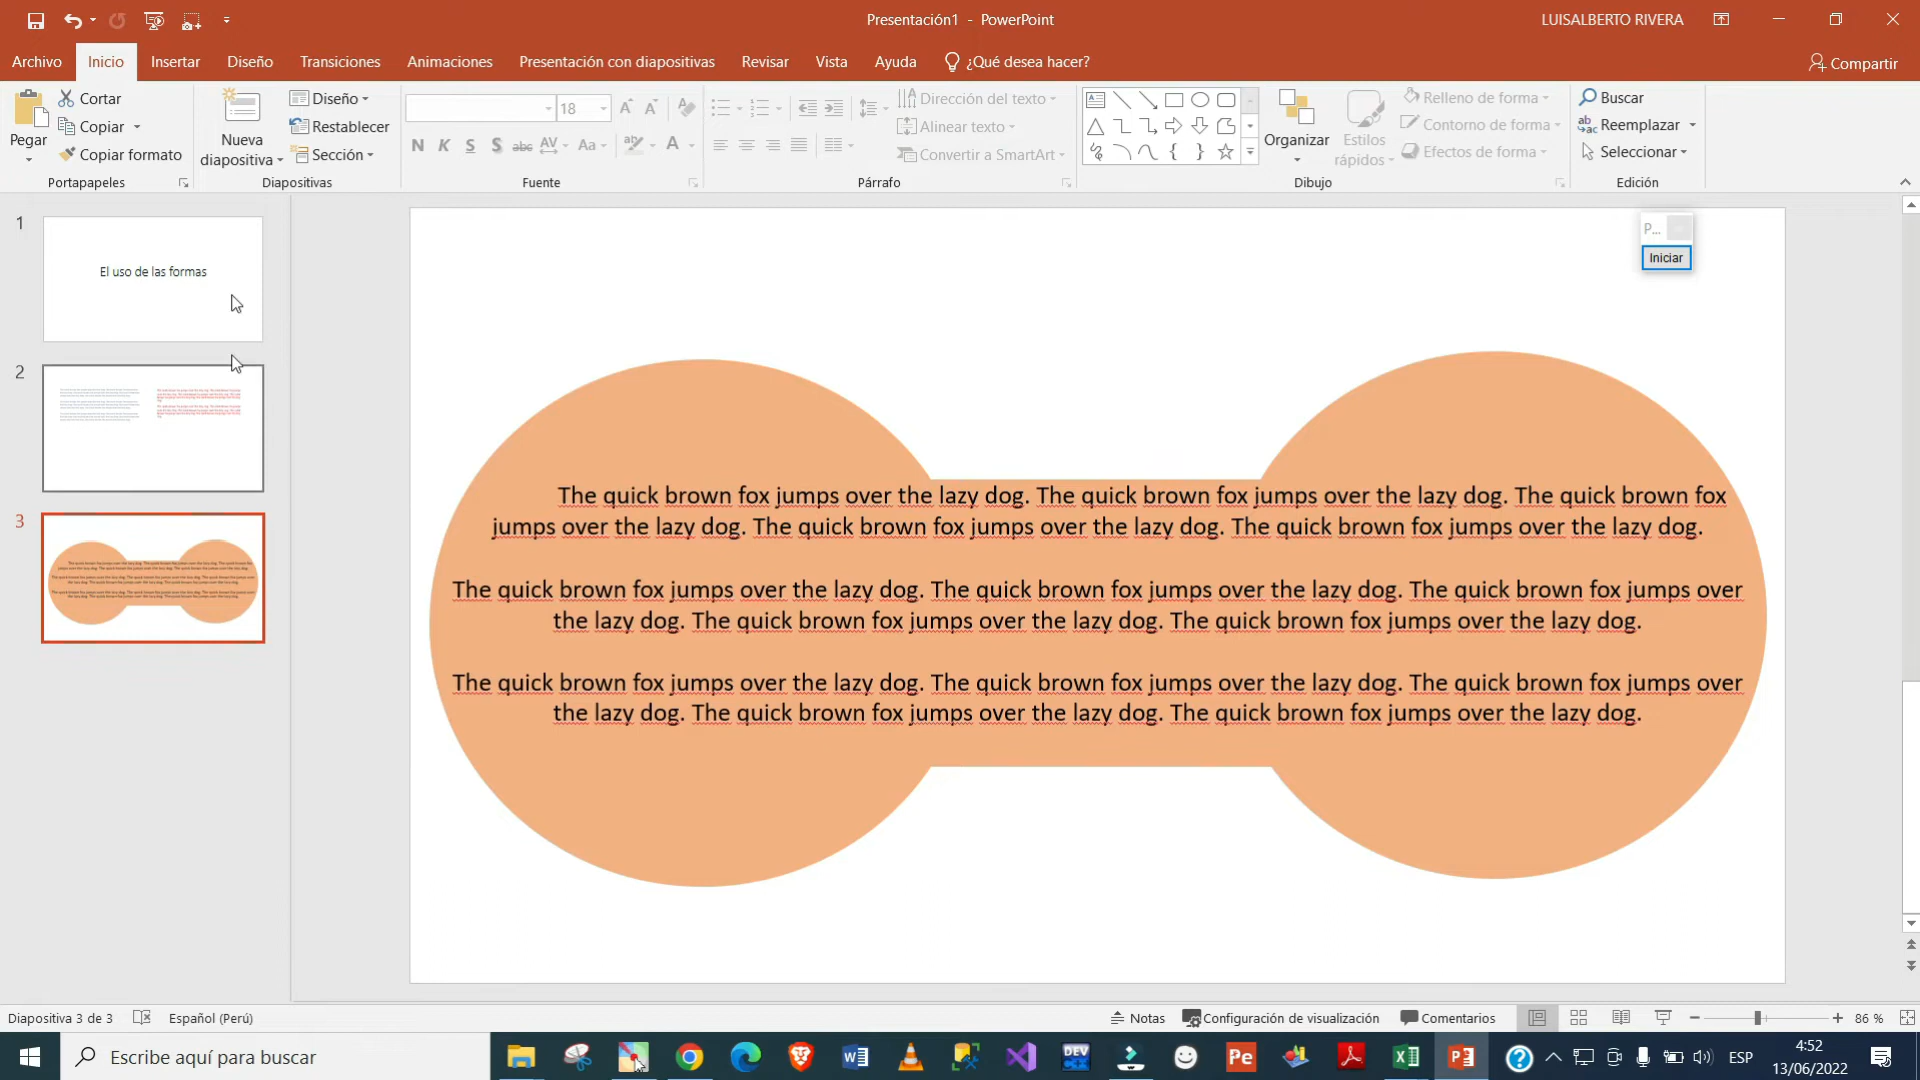 Presentación1 - PowerPoint
LUISALBERTO RIVERA
Archivo Inicio Insertar Diseño Transiciones Animaciones Presentación con diapositivas Revisar Vista Ayuda ¿Qué desea hacer? Compartir
Pegar
Cortar
Copiar
Copiar formato
Portapapeles
Nueva
diapositiva
Diseño
Restablecer
Sección
Diapositivas
18
N K S S abc AV Aa A
Fuente
Dirección del texto
Alinear texto
Convertir a SmartArt
Párrafo
Organizar
Estilos
rápidos
Relleno de forma
Contorno de forma
Efectos de forma
Dibujo
Buscar
Reemplazar
Seleccionar
Edición
1
El uso de las formas
2
3
P...
Iniciar
The quick brown fox jumps over the lazy dog. The quick brown fox jumps over the lazy dog. The quick brown fox
jumps over the lazy dog. The quick brown fox jumps over the lazy dog. The quick brown fox jumps over the lazy dog.
The quick brown fox jumps over the lazy dog. The quick brown fox jumps over the lazy dog. The quick brown fox jumps over
the lazy dog. The quick brown fox jumps over the lazy dog. The quick brown fox jumps over the lazy dog.
The quick brown fox jumps over the lazy dog. The quick brown fox jumps over the lazy dog. The quick brown fox jumps over
the lazy dog. The quick brown fox jumps over the lazy dog. The quick brown fox jumps over the lazy dog.
Diapositiva 3 de 3 Español (Perú) Notas Configuración de visualización Comentarios 86 %
Escribe aquí para buscar
DEV
Pe
ESP
4:52
13/06/2022